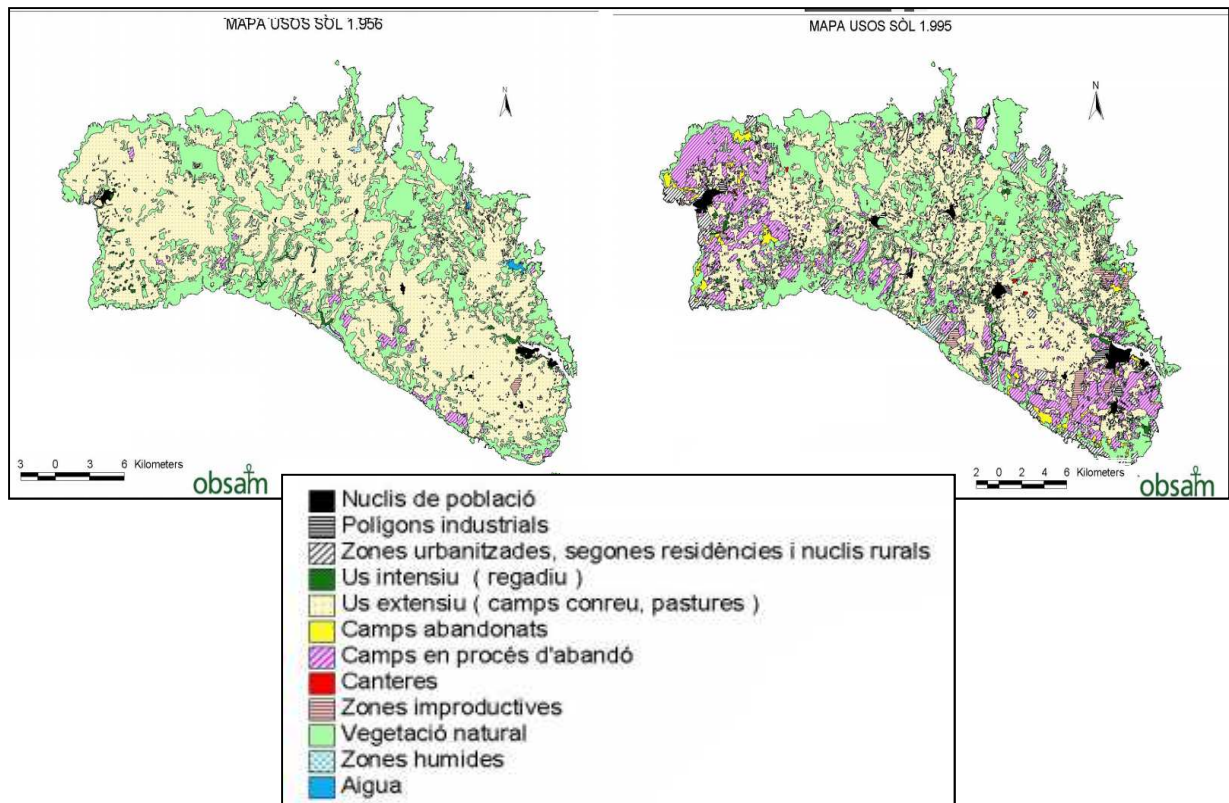 MAPA USOS SÒL 1.956
N
3 0 3 6 Kilometers
obsam
MAPA USOS SÒL 1.995
N
2 0 2 4 6 Kilometers
obsam
Nuclis de població
Polígons industrials
Zones urbanitzades, segones residències i nuclis rurals
Us intensiu ( regadiu )
Us extensiu ( camps conreu, pastures )
Camps abandonats
Camps en procés d'abandó
Canteres
Zones improductives
Vegetació natural
Zones humides
Aigua